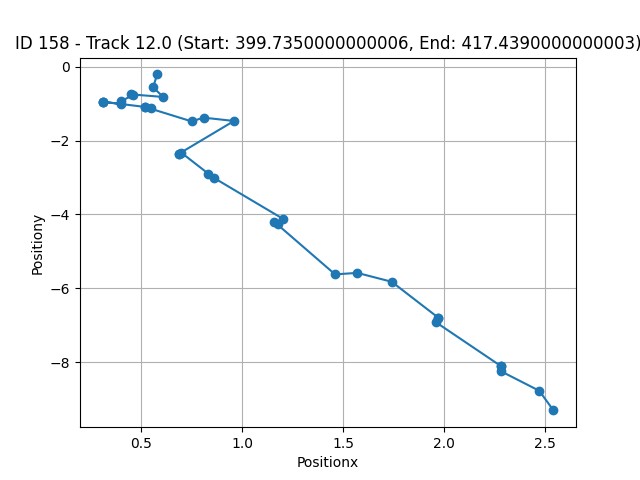 ID 158 - Track 12.0 (Start: 399.7350000000006, End: 417.4390000000003)
0
−2
−4
−6
−8
Positiony
0.5 1.0 1.5 2.0 2.5
Positionx